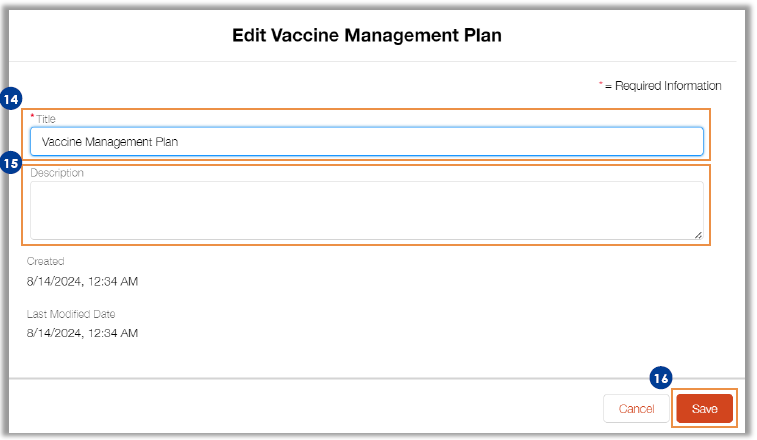 Edit Vaccine Management Plan
* = Required Information
14
* Title
Vaccine Management Plan
15
Description
Created
8/14/2024, 12:34 AM
Last Modified Date
8/14/2024, 12:34 AM
16
Cancel
Save